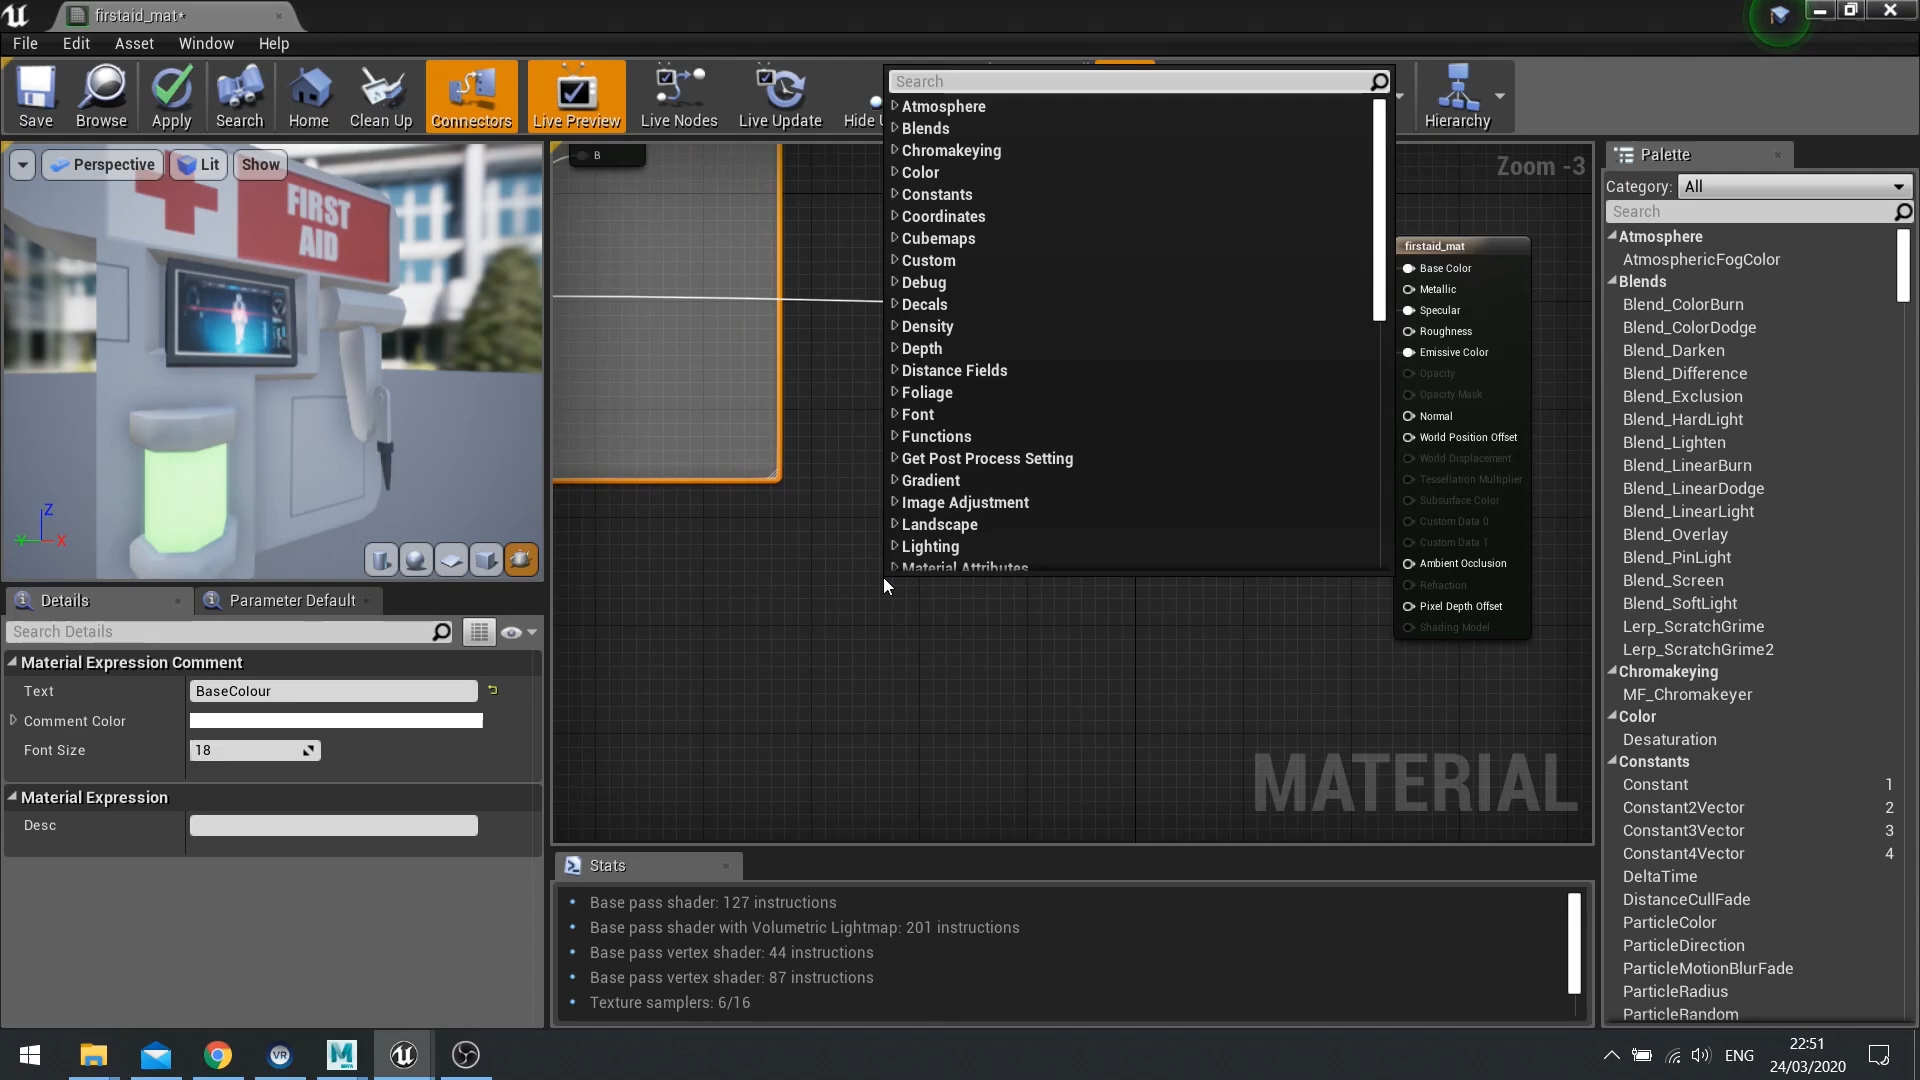 firstaid_mat*
File
Edit
Asset
Window
Help
Save
Browse
Apply
Search
Home
Clean Up
Connectors
Live Preview
Live Nodes
Live Update
Hide U
Hierarchy
Perspective
Lit
Show
FIRST
AID
Z
Y
X
B
Zoom -3
Search
Atmosphere
Blends
Chromakeying
Color
Constants
Coordinates
Cubemaps
Custom
Debug
Decals
Density
Depth
Distance Fields
Foliage
Font
Functions
Get Post Process Setting
Gradient
Image Adjustment
Landscape
Lighting
Material Attributes
firstaid_mat
Base Color
Metallic
Specular
Roughness
Emissive Color
Opacity
Opacity Mask
Normal
World Position Offset
World Displacement
Tessellation Multiplier
Subsurface Color
Custom Data 0
Custom Data 1
Ambient Occlusion
Refraction
Pixel Depth Offset
Shading Model
MATERIAL
Palette
Category: All
Search
Atmosphere
AtmosphericFogColor
Blends
Blend_ColorBurn
Blend_ColorDodge
Blend_Darken
Blend_Difference
Blend_Exclusion
Blend_HardLight
Blend_Lighten
Blend_LinearBurn
Blend_LinearDodge
Blend_LinearLight
Blend_Overlay
Blend_PinLight
Blend_Screen
Blend_SoftLight
Lerp_ScratchGrime
Lerp_ScratchGrime2
Chromakeying
MF_Chromakeyer
Color
Desaturation
Constants
Constant 1
Constant2Vector 2
Constant3Vector 3
Constant4Vector 4
DeltaTime
DistanceCullFade
ParticleColor
ParticleDirection
ParticleMotionBlurFade
ParticleRadius
ParticleRandom
Details
Parameter Default
Search Details
Material Expression Comment
Text BaseColour
Comment Color
Font Size 18
Material Expression
Desc
Stats
Base pass shader: 127 instructions
Base pass shader with Volumetric Lightmap: 201 instructions
Base pass vertex shader: 44 instructions
Base pass vertex shader: 87 instructions
Texture samplers: 6/16
VR
M
ENG
22:51
24/03/2020